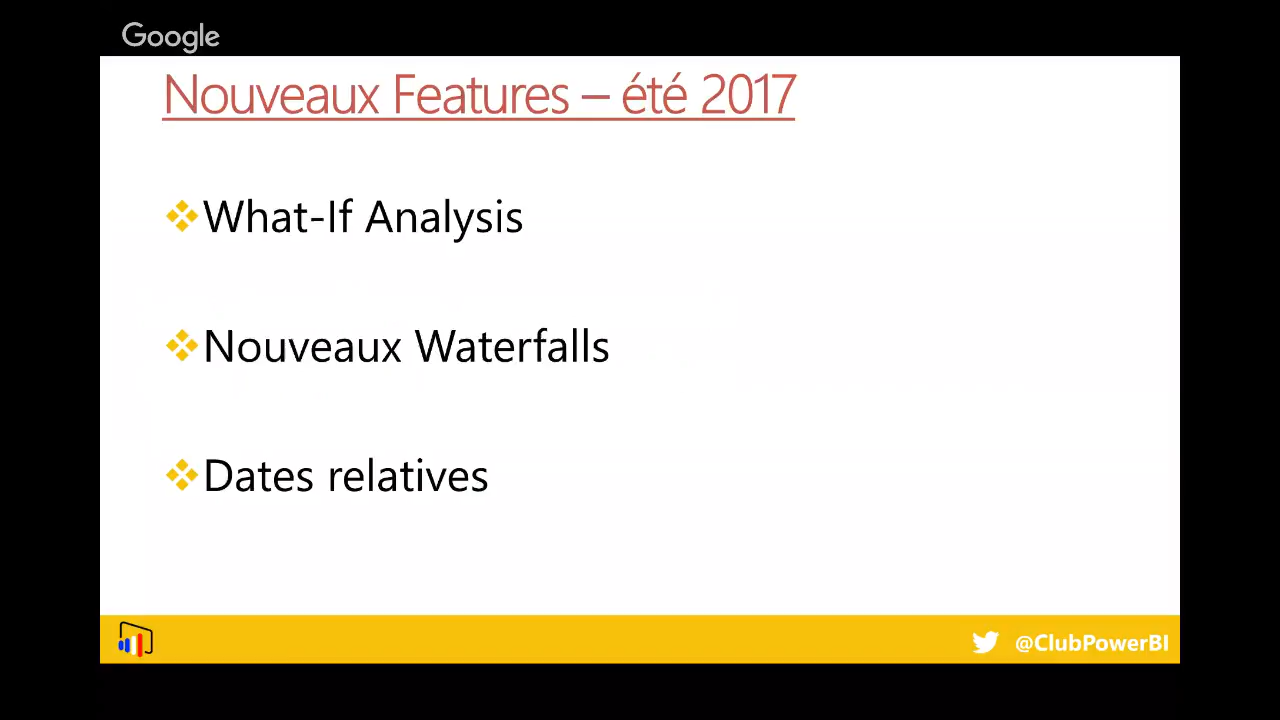 Google
Nouveaux Features – été 2017
What-If Analysis
Nouveaux Waterfalls
Dates relatives
@ClubPowerBI